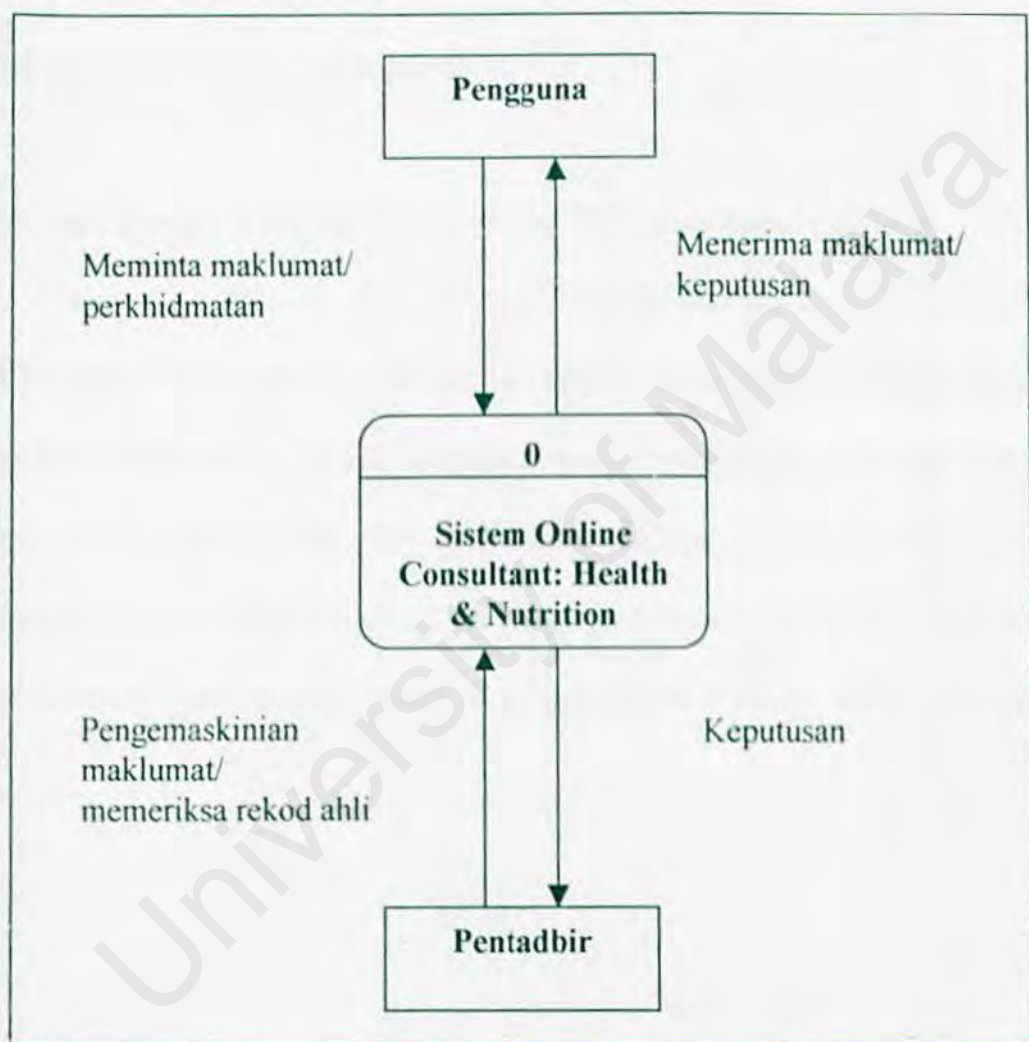 Pengguna
Meminta maklumat/
perkhidmatan
Menerima maklumat/
keputusan
0
Sistem Online
Consultant: Health
& Nutrition
Pengemaskinian
maklumat/
memeriksa rekod ahli
Keputusan
Pentadbir
University of Malaya